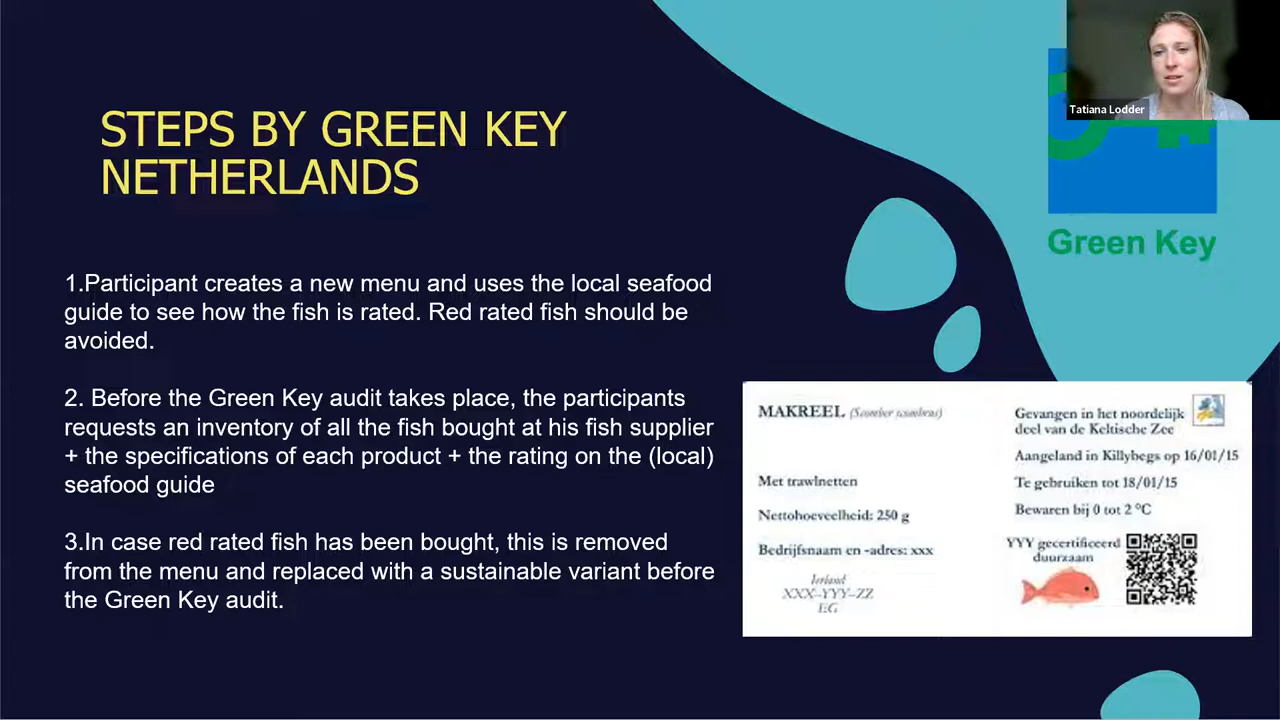 Tatiana Lodder
STEPS BY GREEN KEY
NETHERLANDS
Green Key
1.Participant creates a new menu and uses the local seafood
guide to see how the fish is rated. Red rated fish should be
avoided.
2. Before the Green Key audit takes place, the participants
requests an inventory of all the fish bought at his fish supplier
+ the specifications of each product + the rating on the (local)
seafood guide
3.In case red rated fish has been bought, this is removed
from the menu and replaced with a sustainable variant before
the Green Key audit.
MAKREEL (Scomber scombrus)
Met trawlnetten
Nettohoeveelheid: 250 g
Bedrijfsnaam en -adres: xxx
Ierland
XXX-YYY-ZZ
EG
Gevangen in het noordelijk
deel van de Keltische Zee
Aangeland in Killybegs op 16/01/15
Te gebruiken tot 18/01/15
Bewaren bij 0 tot 2 °C
YYY gecertificeerd
duurzaam